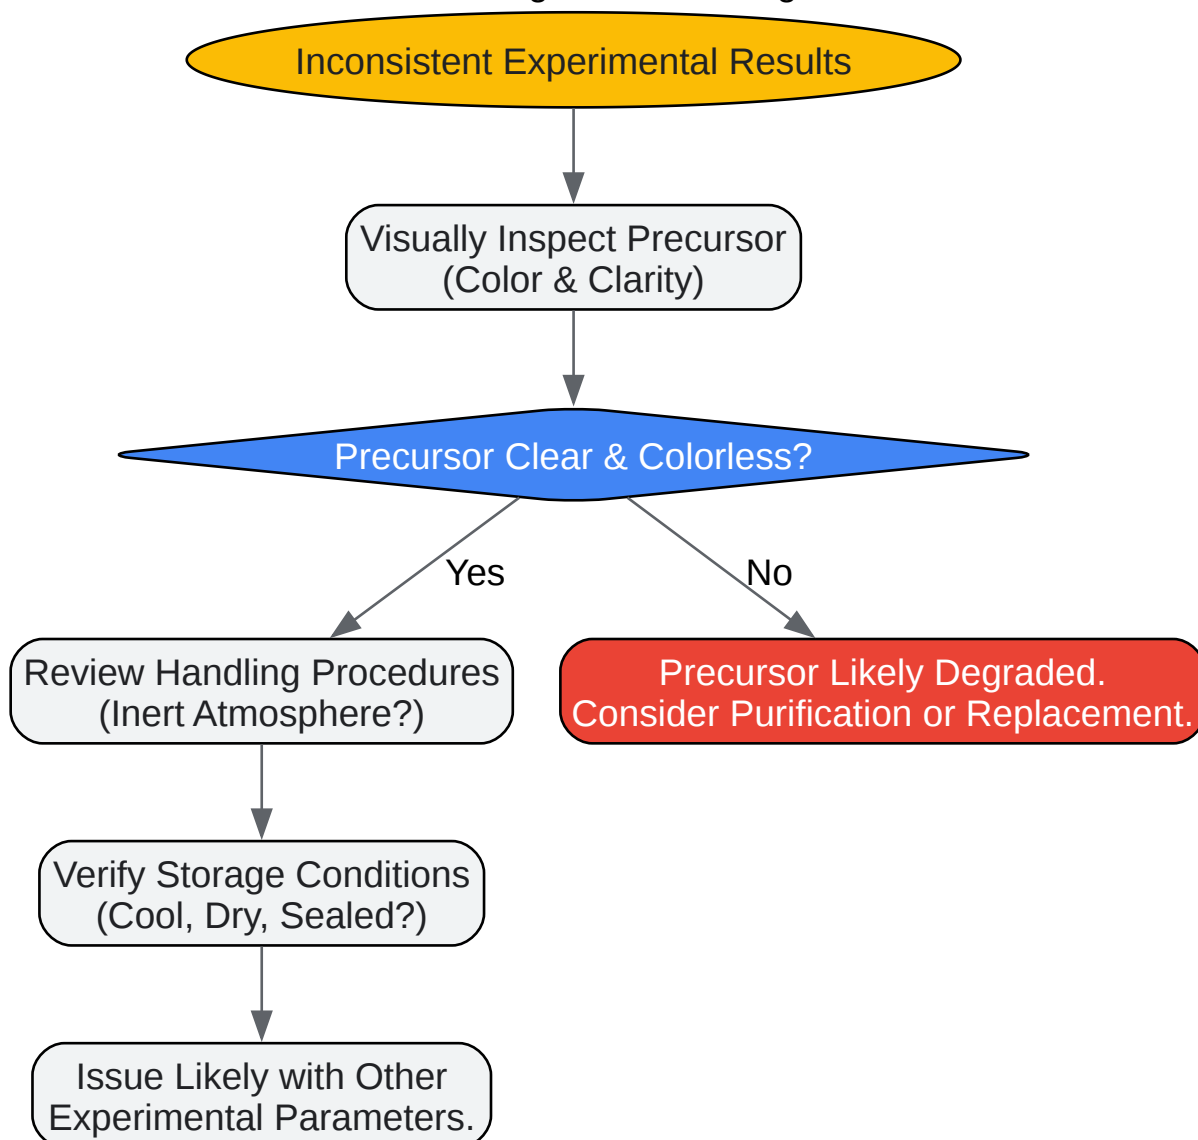 Inconsistent Experimental Results
Visually Inspect Precursor
(Color & Clarity)
Precursor Clear & Colorless?
Yes
No
Review Handling Procedures
(Inert Atmosphere?)
Precursor Likely Degraded.
Consider Purification or Replacement.
Verify Storage Conditions
(Cool, Dry, Sealed?)
Issue Likely with Other
Experimental Parameters.